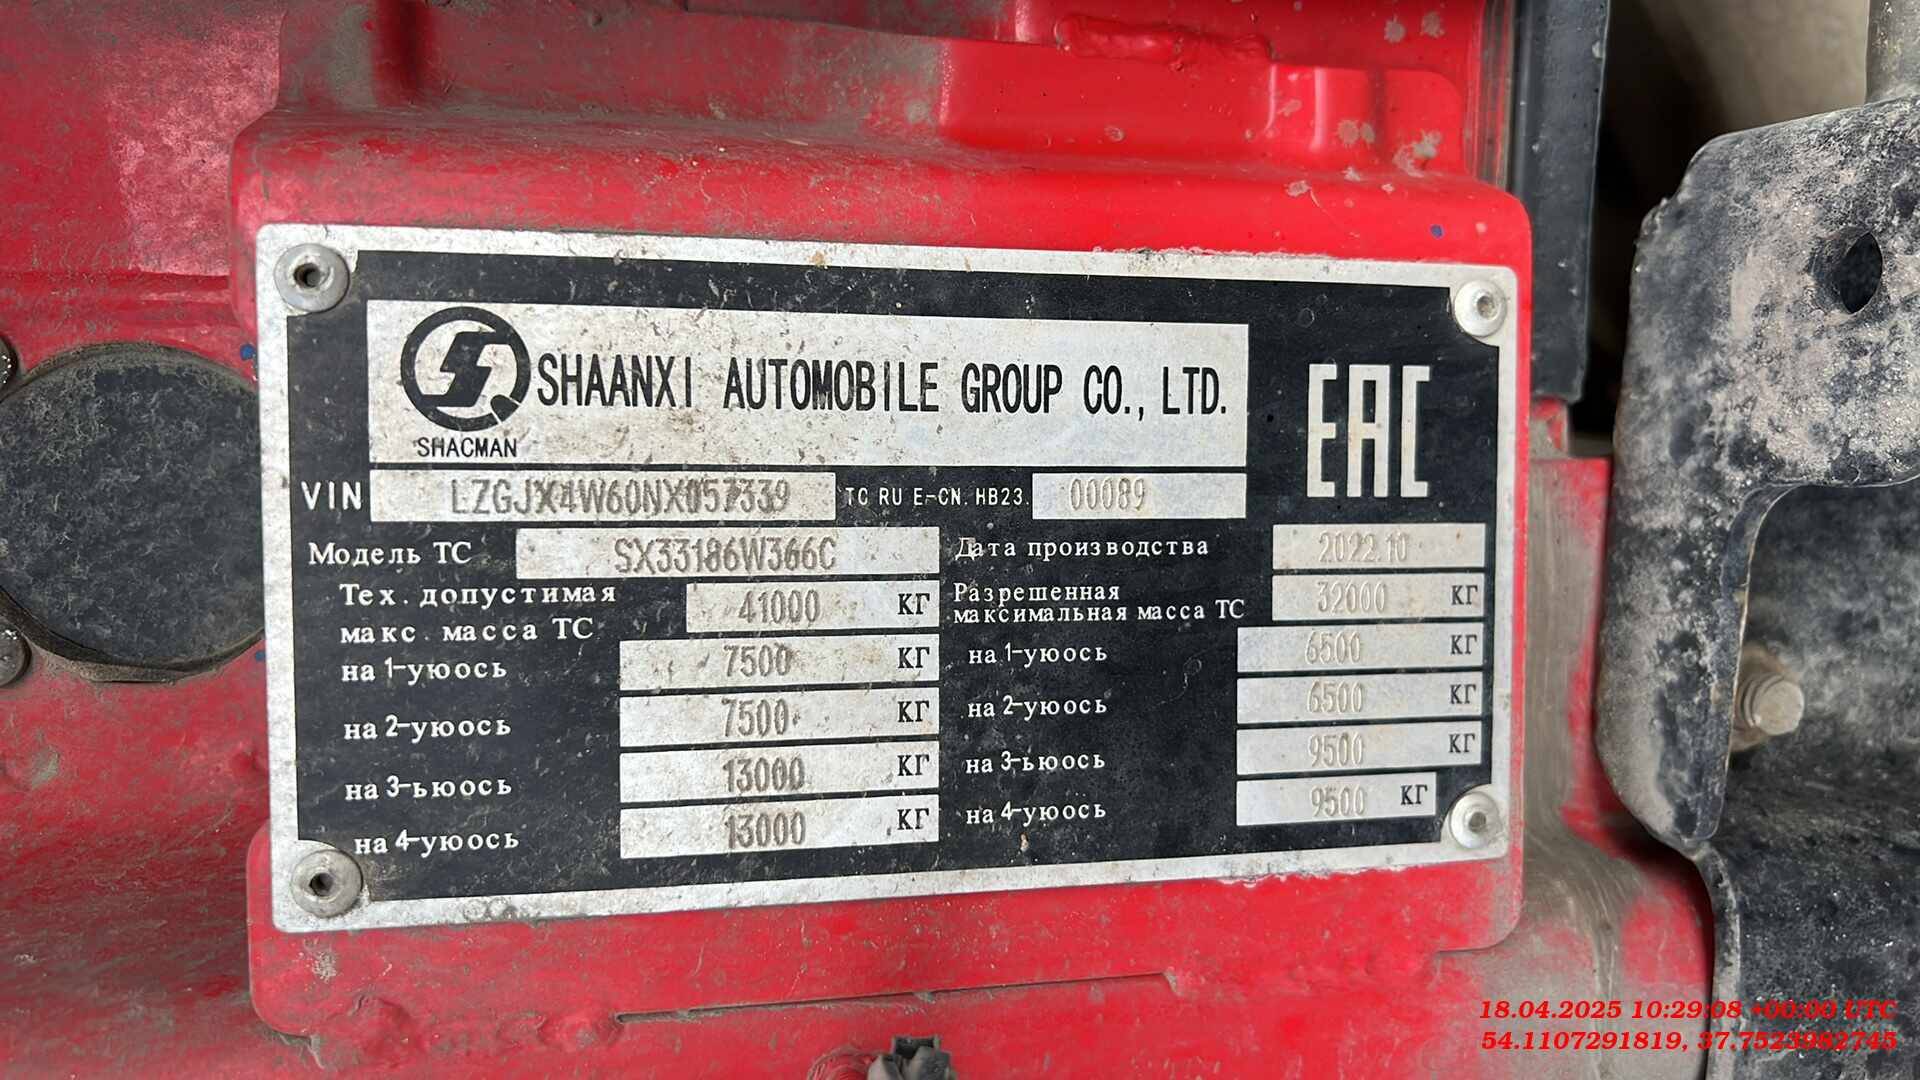 SHAANXI AUTOMOBILE GROUP CO., LTD.
SHACMAN
EAC
VIN LZGJX4W60NX057339 TC RU E-CN.HB23. 00089
Модель ТС SX33186W366C Дата производства 2022.10
Тех. допустимая макс. масса ТС 41000 КГ Разрешенная максимальная масса ТС 32000 КГ
на 1-уюось 7500 КГ на 1-уюось 6500 КГ
на 2-уюось 7500 КГ на 2-уюось 6500 КГ
на 3-ьюось 13000 КГ на 3-ьюось 9500 КГ
на 4-уюось 13000 КГ на 4-уюось 9500 КГ
18.04.2025 10:29:08 +00:00 UTC
54.1107291819, 37.7523982745